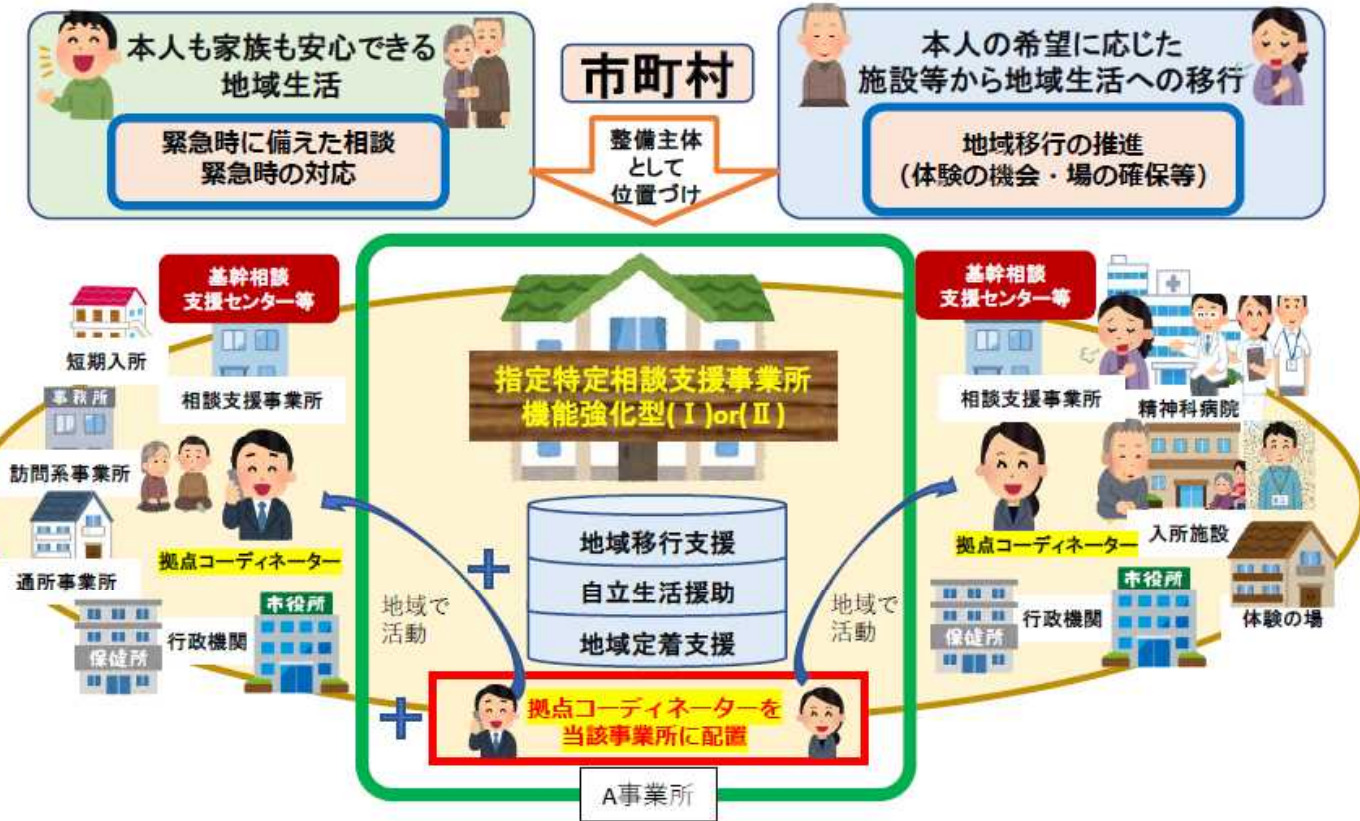 本人も家族も安心できる
地域生活
緊急時に備えた相談
緊急時の対応
市町村
整備主体
として
位置づけ
本人の希望に応じた
施設等から地域生活への移行
地域移行の推進
(体験の機会・場の確保等)
基幹相談
支援センター等
短期入所
相談支援事業所
事務所
訪問系事業所
通所事業所
拠点コーディネーター
保健所
行政機関
市役所
地域で
活動
指定特定相談支援事業所
機能強化型(Ⅰ)or(Ⅱ)
地域移行支援
自立生活援助
地域定着支援
拠点コーディネーターを
当該事業所に配置
A事業所
地域で
活動
基幹相談
支援センター等
相談支援事業所
精神科病院
拠点コーディネーター
入所施設
保健所
行政機関
市役所
体験の場